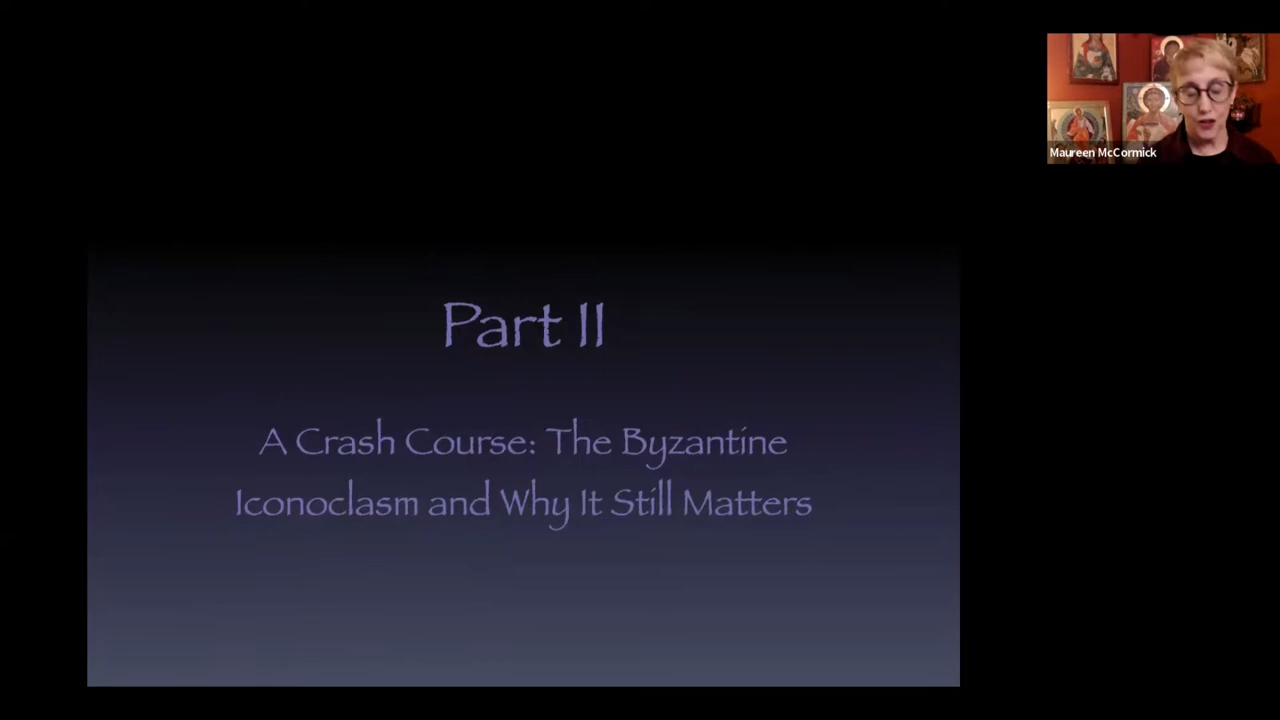 Maureen McCormick
Part II
A Crash Course: The Byzantine
Iconoclasm and Why It Still Matters